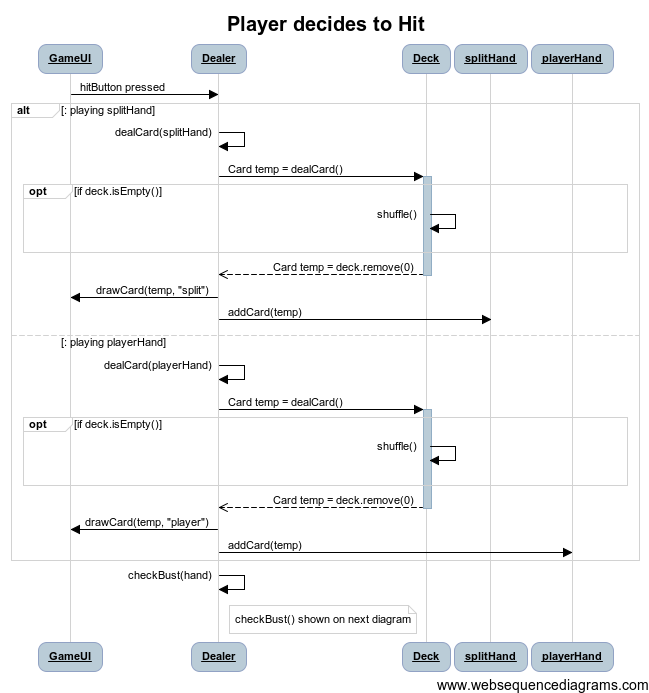 Player decides to Hit
GameUI Dealer Deck splitHand playerHand
hitButton pressed
alt [: playing splitHand]
dealCard(splitHand)
Card temp = dealCard()
opt [if deck.isEmpty()]
shuffle()
Card temp = deck.remove(0)
drawCard(temp, "split")
addCard(temp)
[: playing playerHand]
dealCard(playerHand)
Card temp = dealCard()
opt [if deck.isEmpty()]
shuffle()
Card temp = deck.remove(0)
drawCard(temp, "player")
addCard(temp)
checkBust(hand)
checkBust() shown on next diagram
GameUI Dealer Deck splitHand playerHand
www.websequencediagrams.com